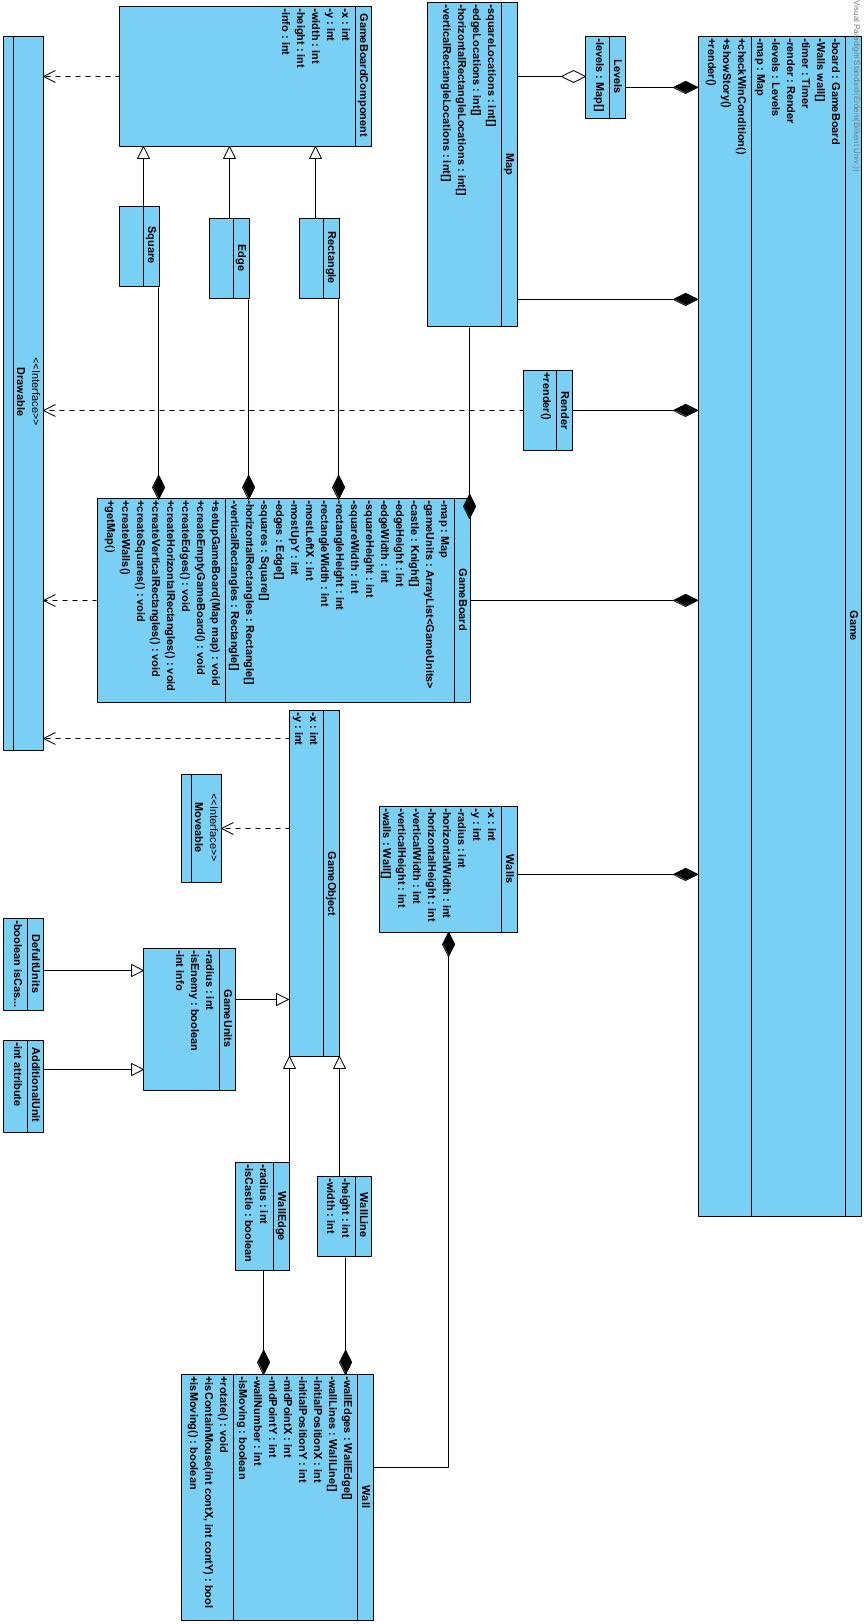 Visual Paradigm Standard(Erdem(Bilkent Univ.))
Game
-board : GameBoard
-Walls wall[]
-timer : Timer
-render : Render
-levels : Levels
-map : Map
+checkWinCondition()
+showStory()
+render()
Levels
-levels : Map[]
Map
-squareLocations : int[]
-edgeLocations : int[]
-horizontalRectangleLocations : int[]
-verticalRectangleLocations : int[]
Render
+render()
GameBoard
-map : Map
-gameUnits : ArrayList<GameUnits>
-castle : Knight[]
-edgeHeight : int
-edgeWidth : int
-squareHeight : int
-squareWidth : int
-rectangleHeight : int
-rectangleWidth : int
-mostLeftX : int
-mostUpY : int
-edges : Edge[]
-squares : Square[]
-horizontalRectangles : Rectangle[]
-verticalRectangles : Rectangle[]
+setupGameBoard(Map map) : void
+createEmptyGameBoard() : void
+createEdges() : void
+createHorizontalRectangles() : void
+createVerticalRectangles() : void
+createSquares() : void
+createWalls()
+getMap()
Walls
-x : int
-y : int
-radius : int
-horizontalWidth : int
-horizontalHeight : int
-verticalWidth : int
-verticalHeight : int
-walls : Wall[]
GameBoardComponent
-x : int
-y : int
-width : int
-height : int
-info : int
Rectangle
Edge
Square
<<Interface>>
Drawable
GameObject
-x : int
-y : int
<<Interface>>
Moveable
GameUnits
-radius : int
-isEnemy : boolean
-int info
DefultUnits
-boolean isCas...
AdditionalUnit
-int attribute
WallLine
-height : int
-width : int
WallEdge
-radius : int
-isCastle : boolean
Wall
-wallEdges : WallEdge[]
-wallLines : WallLine[]
-initialPositionX : int
-initialPositionY : int
-midPointX : int
-midPointY : int
-wallNumber : int
-isMoving : boolean
+rotate() : void
+isContainMouse(int contX, int contY) : bool
+isMoving() : boolean